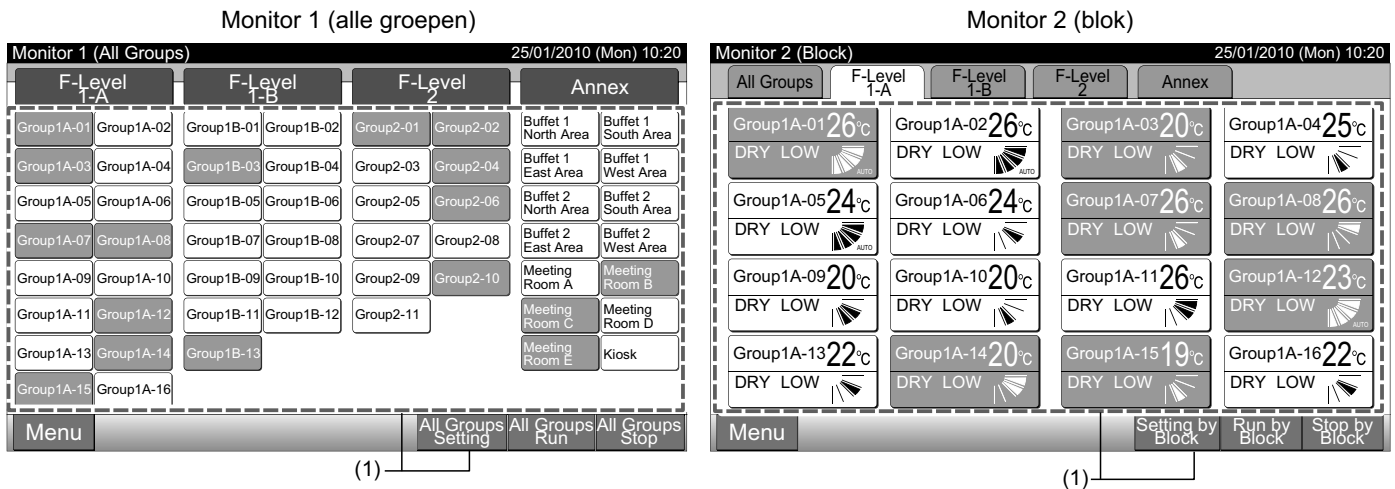 Monitor 1 (alle groepen)
Monitor 1 (All Groups) 25/01/2010 (Mon) 10:20
F-Level 1-A F-Level 1-B F-Level 2 Annex
Group1A-01 Group1A-02 Group1B-01 Group1B-02 Group2-01 Group2-02 Buffet 1 North Area Buffet 1 South Area
Group1A-03 Group1A-04 Group1B-03 Group1B-04 Group2-03 Group2-04 Buffet 1 East Area Buffet 1 West Area
Group1A-05 Group1A-06 Group1B-05 Group1B-06 Group2-05 Group2-06 Buffet 2 North Area Buffet 2 South Area
Group1A-07 Group1A-08 Group1B-07 Group1B-08 Group2-07 Group2-08 Buffet 2 East Area Buffet 2 West Area
Group1A-09 Group1A-10 Group1B-09 Group1B-10 Group2-09 Group2-10 Meeting Room A Meeting Room B
Group1A-11 Group1A-12 Group1B-11 Group1B-12 Group2-11 Meeting Room C Meeting Room D
Group1A-13 Group1A-14 Group1B-13 Meeting Room E Kiosk
Group1A-15 Group1A-16
Menu All Groups Setting All Groups Run All Groups Stop
(1)
Monitor 2 (blok)
Monitor 2 (Block) 25/01/2010 (Mon) 10:20
All Groups F-Level 1-A F-Level 1-B F-Level 2 Annex
Group1A-01 26°C Group1A-02 26°C Group1A-03 20°C Group1A-04 25°C
DRY LOW AUTO DRY LOW AUTO DRY LOW DRY LOW
Group1A-05 24°C Group1A-06 24°C Group1A-07 26°C Group1A-08 26°C
DRY LOW AUTO DRY LOW DRY LOW DRY LOW
Group1A-09 20°C Group1A-10 20°C Group1A-11 26°C Group1A-12 23°C
DRY LOW DRY LOW DRY LOW DRY LOW AUTO
Group1A-13 22°C Group1A-14 20°C Group1A-15 19°C Group1A-16 22°C
DRY LOW DRY LOW DRY LOW DRY LOW
Menu Setting by Block Run by Block Stop by Block
(1)